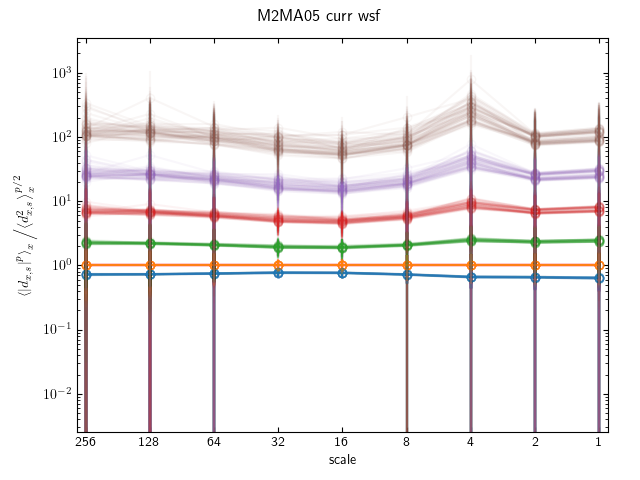 M2MA05 curr wsf
10³
10²
10¹
10⁰
10⁻¹
10⁻²
⟨|d_{x,s}|^p⟩_x / ⟨d²_{x,s}⟩_x^{p/2}
256 128 64 32 16 8 4 2 1
scale